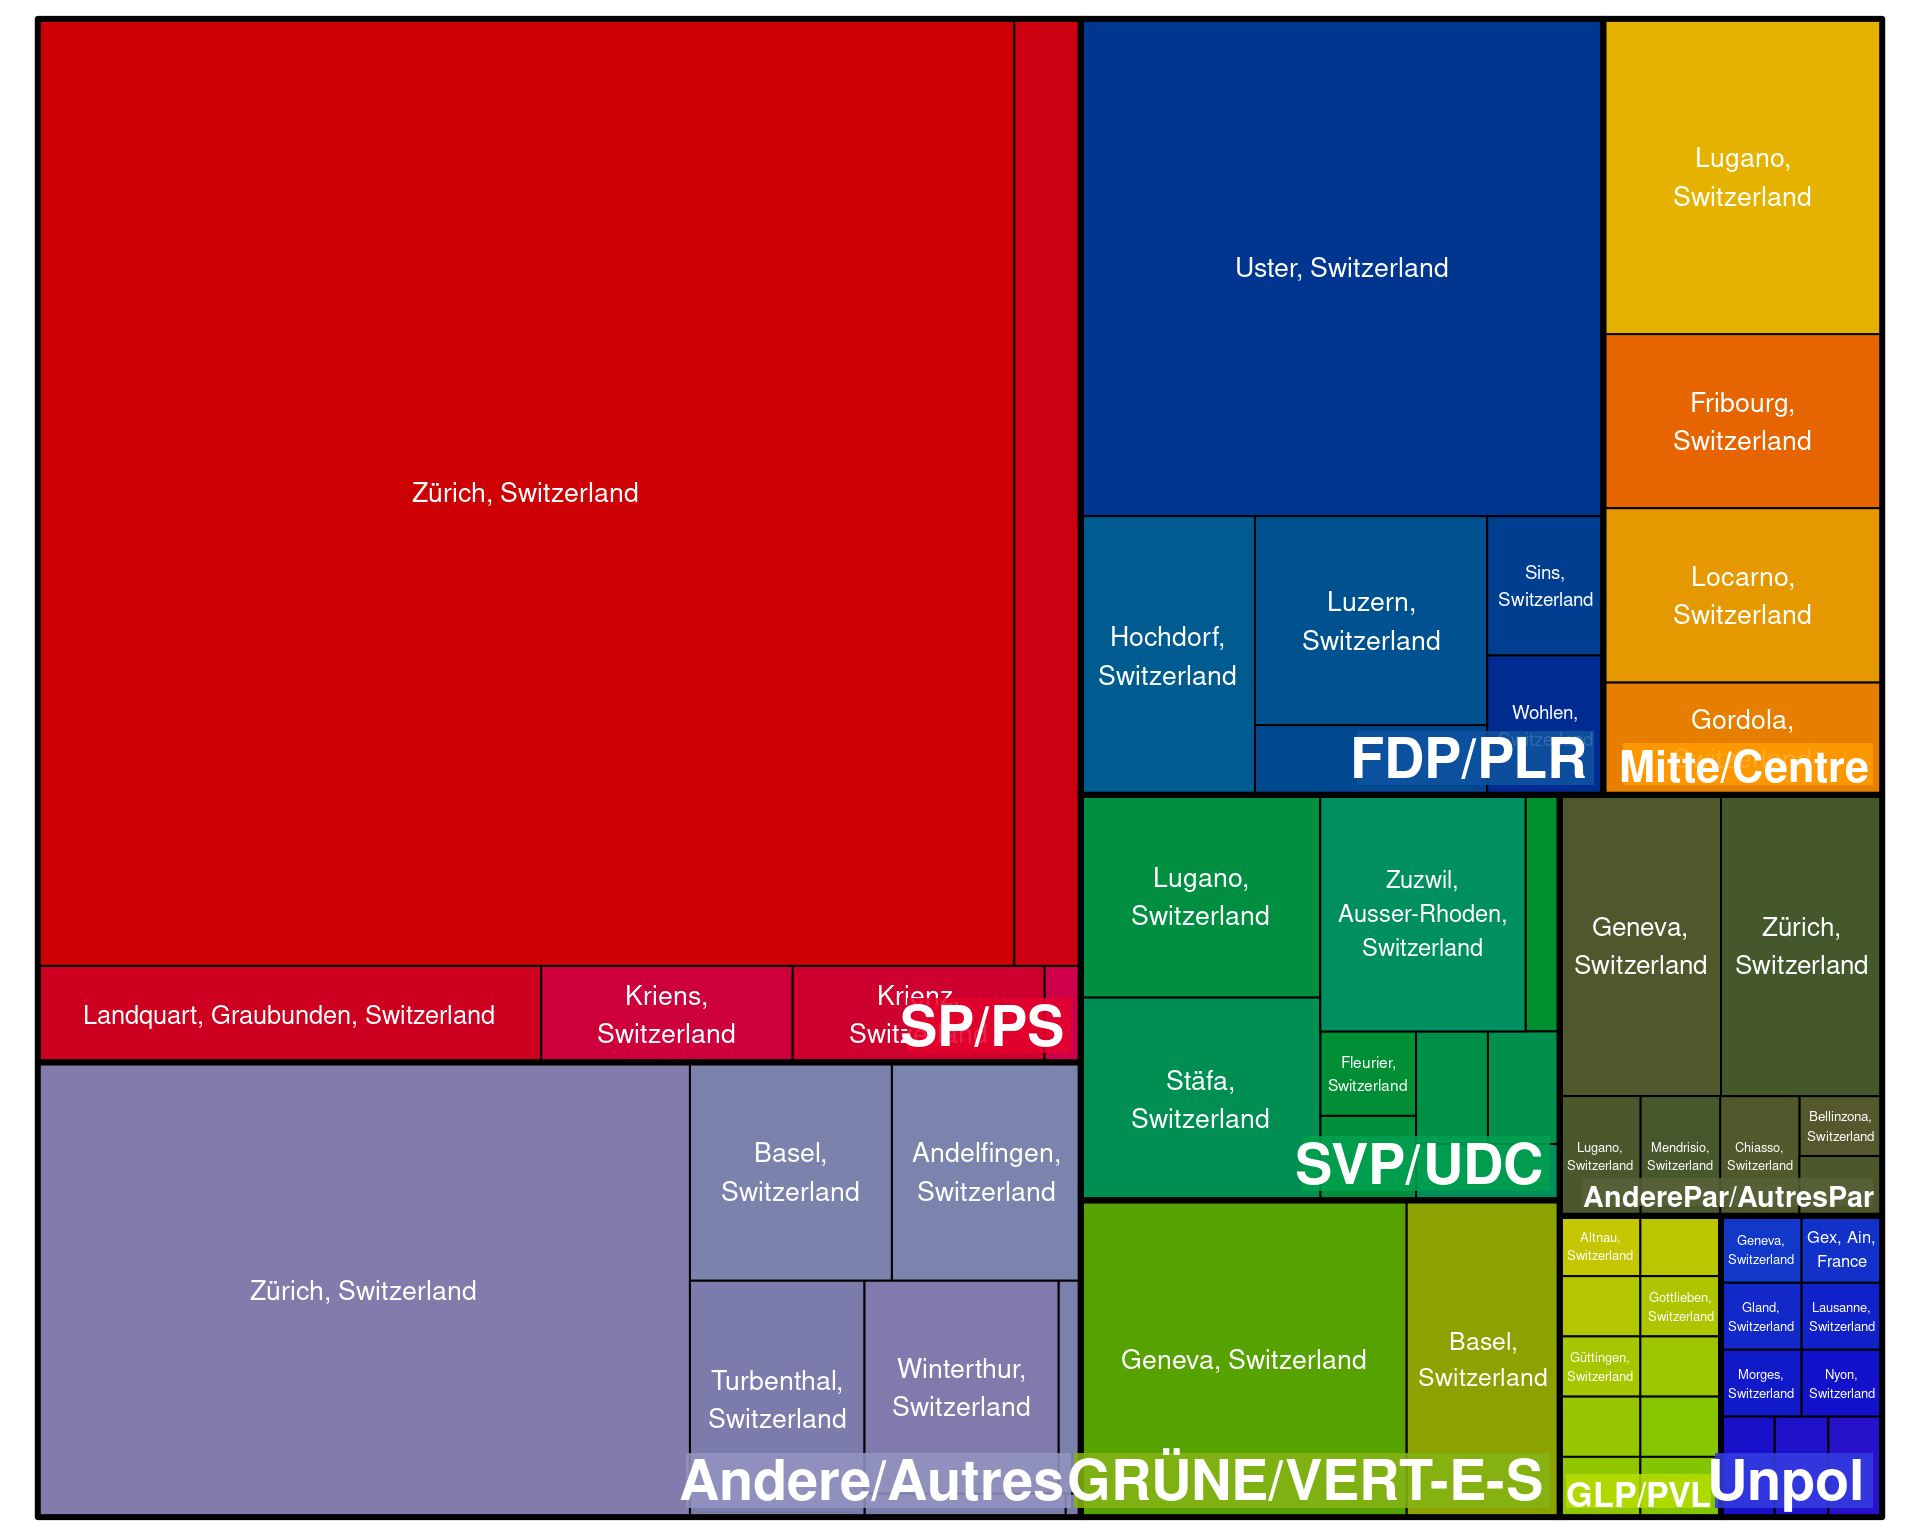 Zürich, Switzerland
Landquart, Graubunden, Switzerland
Kriens,
Switzerland
Krienz,
Switzerland
SP/PS
Zürich, Switzerland
Basel,
Switzerland
Andelfingen,
Switzerland
Turbenthal,
Switzerland
Winterthur,
Switzerland
Andere/Autres
Uster, Switzerland
Hochdorf,
Switzerland
Luzern,
Switzerland
Sins,
Switzerland
Wohlen,
Switzerland
FDP/PLR
Lugano,
Switzerland
Fribourg,
Switzerland
Locarno,
Switzerland
Gordola,
Switzerland
Mitte/Centre
Lugano,
Switzerland
Zuzwil,
Ausser-Rhoden,
Switzerland
Stäfa,
Switzerland
Fleurier,
Switzerland
SVP/UDC
Geneva, Switzerland
Basel,
Switzerland
GRÜNE/VERT-E-S
Geneva,
Switzerland
Zürich,
Switzerland
Lugano,
Switzerland
Mendrisio,
Switzerland
Chiasso,
Switzerland
Bellinzona,
Switzerland
AnderePar/AutresPar
Altnau,
Switzerland
Gottlieben,
Switzerland
Güttingen,
Switzerland
GLP/PVL
Geneva,
Switzerland
Gex, Ain,
France
Gland,
Switzerland
Lausanne,
Switzerland
Morges,
Switzerland
Nyon,
Switzerland
Unpol